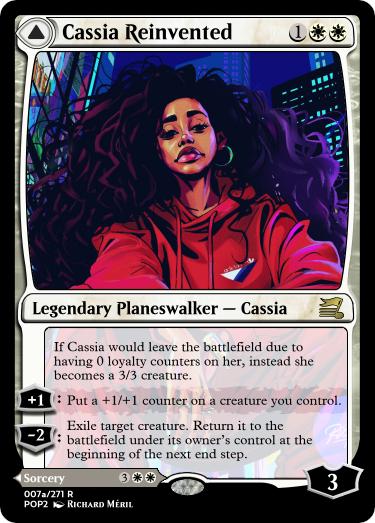 Cassia Reinvented 1
Legendary Planeswalker — Cassia
If Cassia would leave the battlefield due to
having 0 loyalty counters on her, instead she
becomes a 3/3 creature.
+1: Put a +1/+1 counter on a creature you control.
-2: Exile target creature. Return it to the
battlefield under its owner's control at the
beginning of the next end step.
Sorcery 3
3
007a/271 R
POP2 Richard Méril